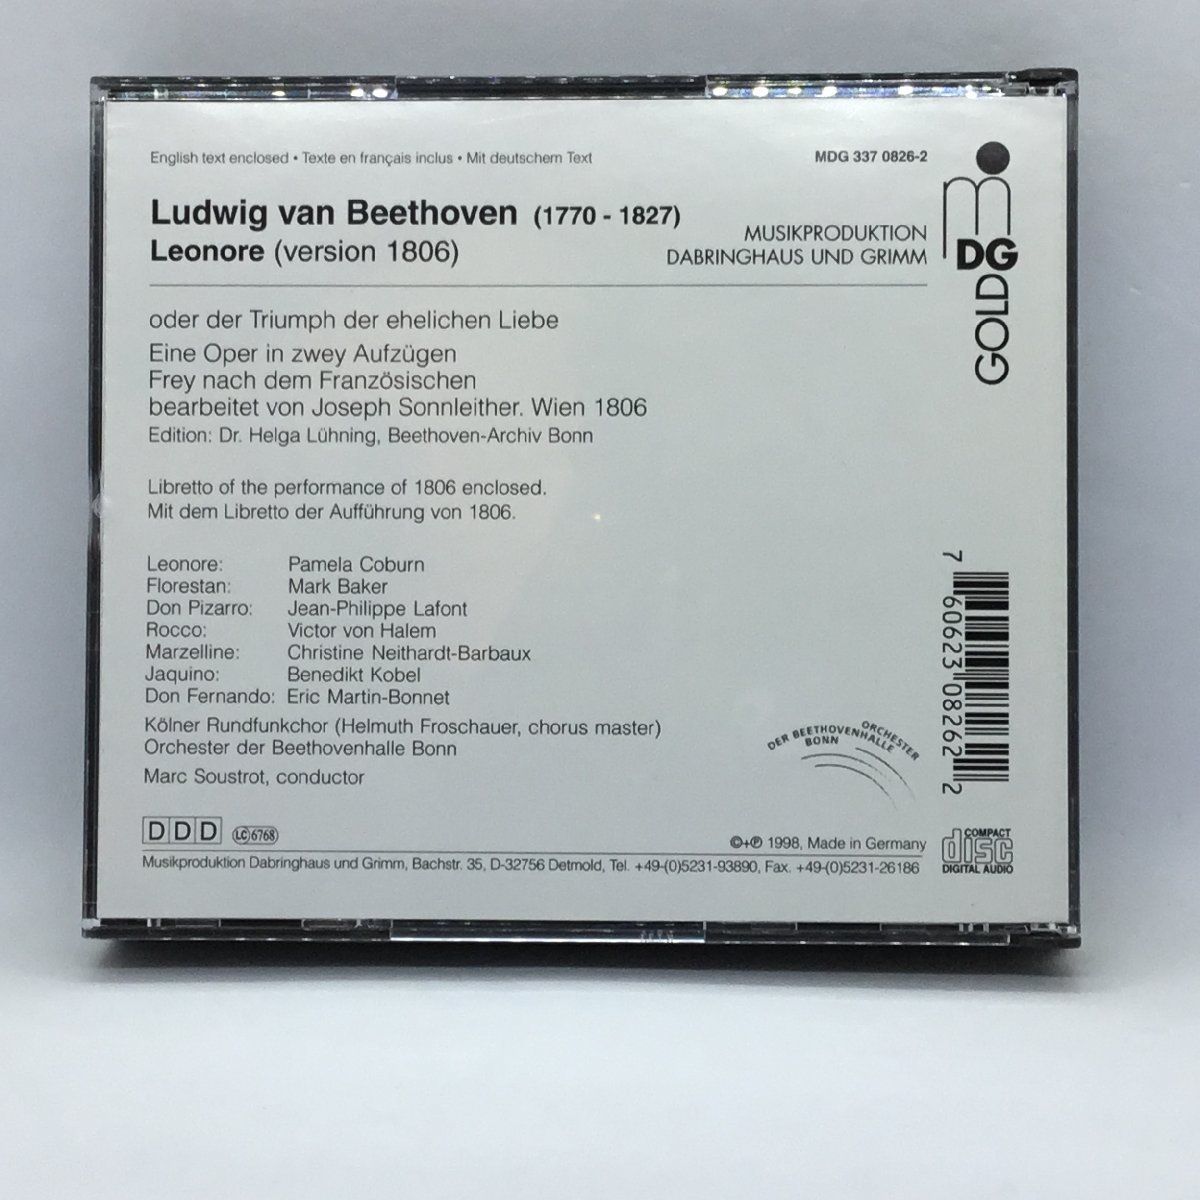 English text enclosed • Texte en français inclus • Mit deutschem Text
MDG 337 0826-2
Ludwig van Beethoven (1770 - 1827)
Leonore (version 1806)
MUSIKPRODUKTION
DABRINGHAUS UND GRIMM
m
DG
GOLD
oder der Triumph der ehelichen Liebe
Eine Oper in zwey Aufzügen
Frey nach dem Französischen
bearbeitet von Joseph Sonnleither. Wien 1806
Edition: Dr. Helga Lühning, Beethoven-Archiv Bonn
Libretto of the performance of 1806 enclosed.
Mit dem Libretto der Aufführung von 1806.
Leonore: Pamela Coburn
Florestan: Mark Baker
Don Pizarro: Jean-Philippe Lafont
Rocco: Victor von Halem
Marzelline: Christine Neithardt-Barbaux
Jaquino: Benedikt Kobel
Don Fernando: Eric Martin-Bonnet
Kölner Rundfunkchor (Helmuth Froschauer, chorus master)
Orchester der Beethovenhalle Bonn
Marc Soustrot, conductor
ORCHESTER
DER BEETHOVENHALLE
BONN
7 60623 08262 2
DDD LC 6768
©+℗ 1998, Made in Germany
COMPACT
disc
DIGITAL AUDIO
Musikproduktion Dabringhaus und Grimm, Bachstr. 35, D-32756 Detmold, Tel. +49-(0)5231-93890, Fax. +49-(0)5231-26186